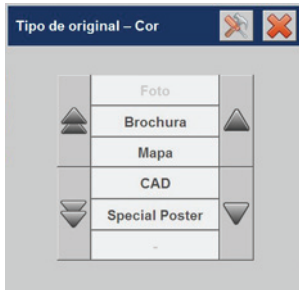 Tipo de original – Cor
Foto
Brochura
Mapa
CAD
Special Poster
-